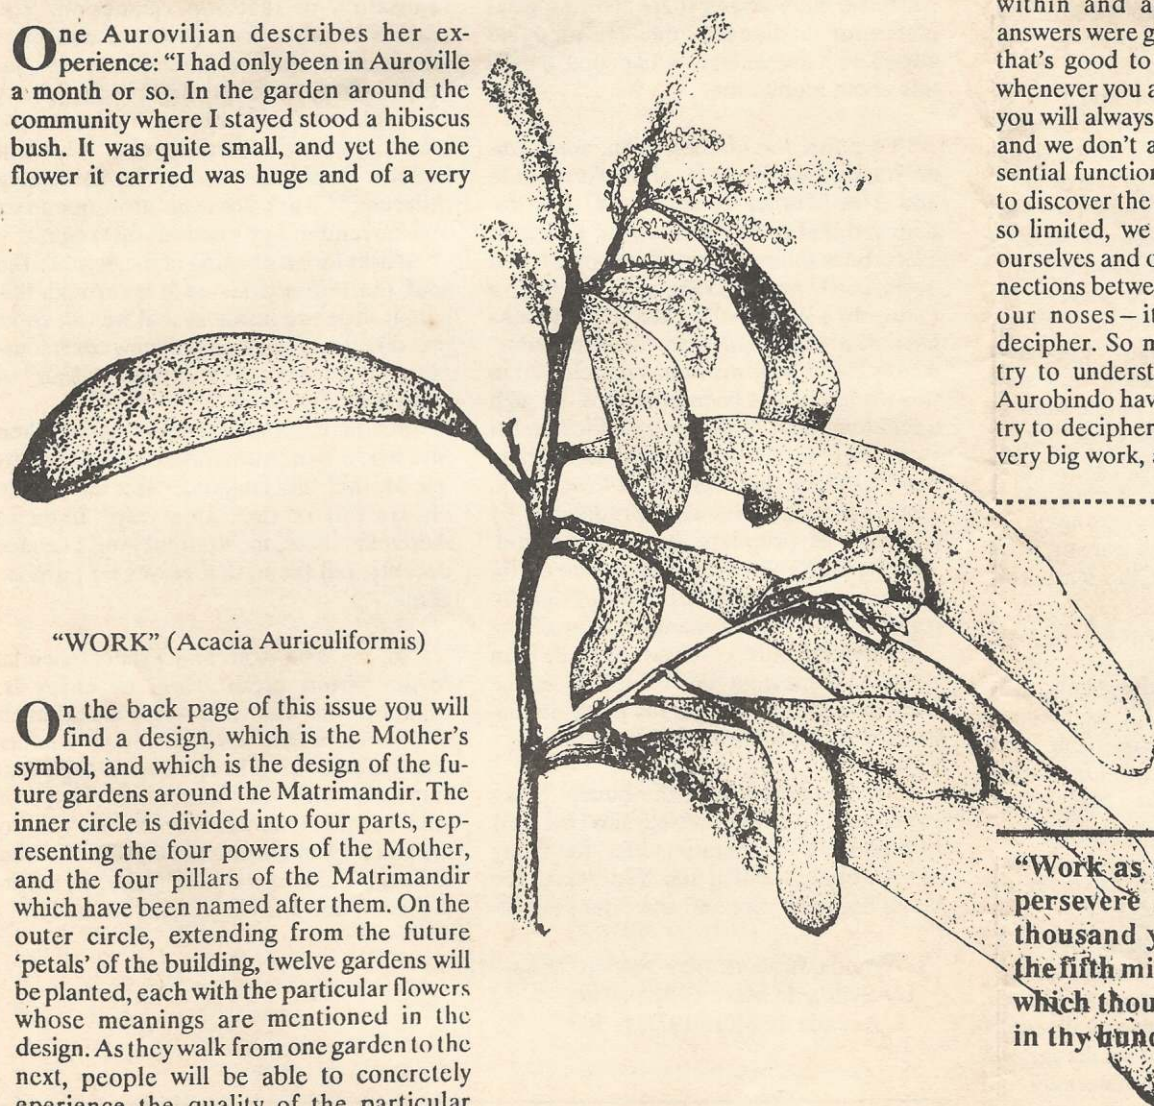 One Aurovilian describes her ex-
perience: “I had only been in Auroville
a month or so. In the garden around the
community where I stayed stood a hibiscus
bush. It was quite small, and yet the one
flower it carried was huge and of a very
“WORK” (Acacia Auriculiformis)
On the back page of this issue you will
find a design, which is the Mother’s
symbol, and which is the design of the fu-
ture gardens around the Matrimandir. The
inner circle is divided into four parts, rep-
resenting the four powers of the Mother,
and the four pillars of the Matrimandir
which have been named after them. On the
outer circle, extending from the future
‘petals’ of the building, twelve gardens will
be planted, each with the particular flowers
whose meanings are mentioned in the
design. As they walk from one garden to the
next, people will be able to concretely
the quality of the particular
within and a
answers were g
that’s good to
whenever you a
you will always
and we don’t a
sential function
to discover the
so limited, we
ourselves and o
nections betwe
our noses – it
decipher. So m
try to underst
Aurobindo hav
try to decipher
very big work,
“Work as
persevere
thousand y
the fifth mi
which thou
in thy hund